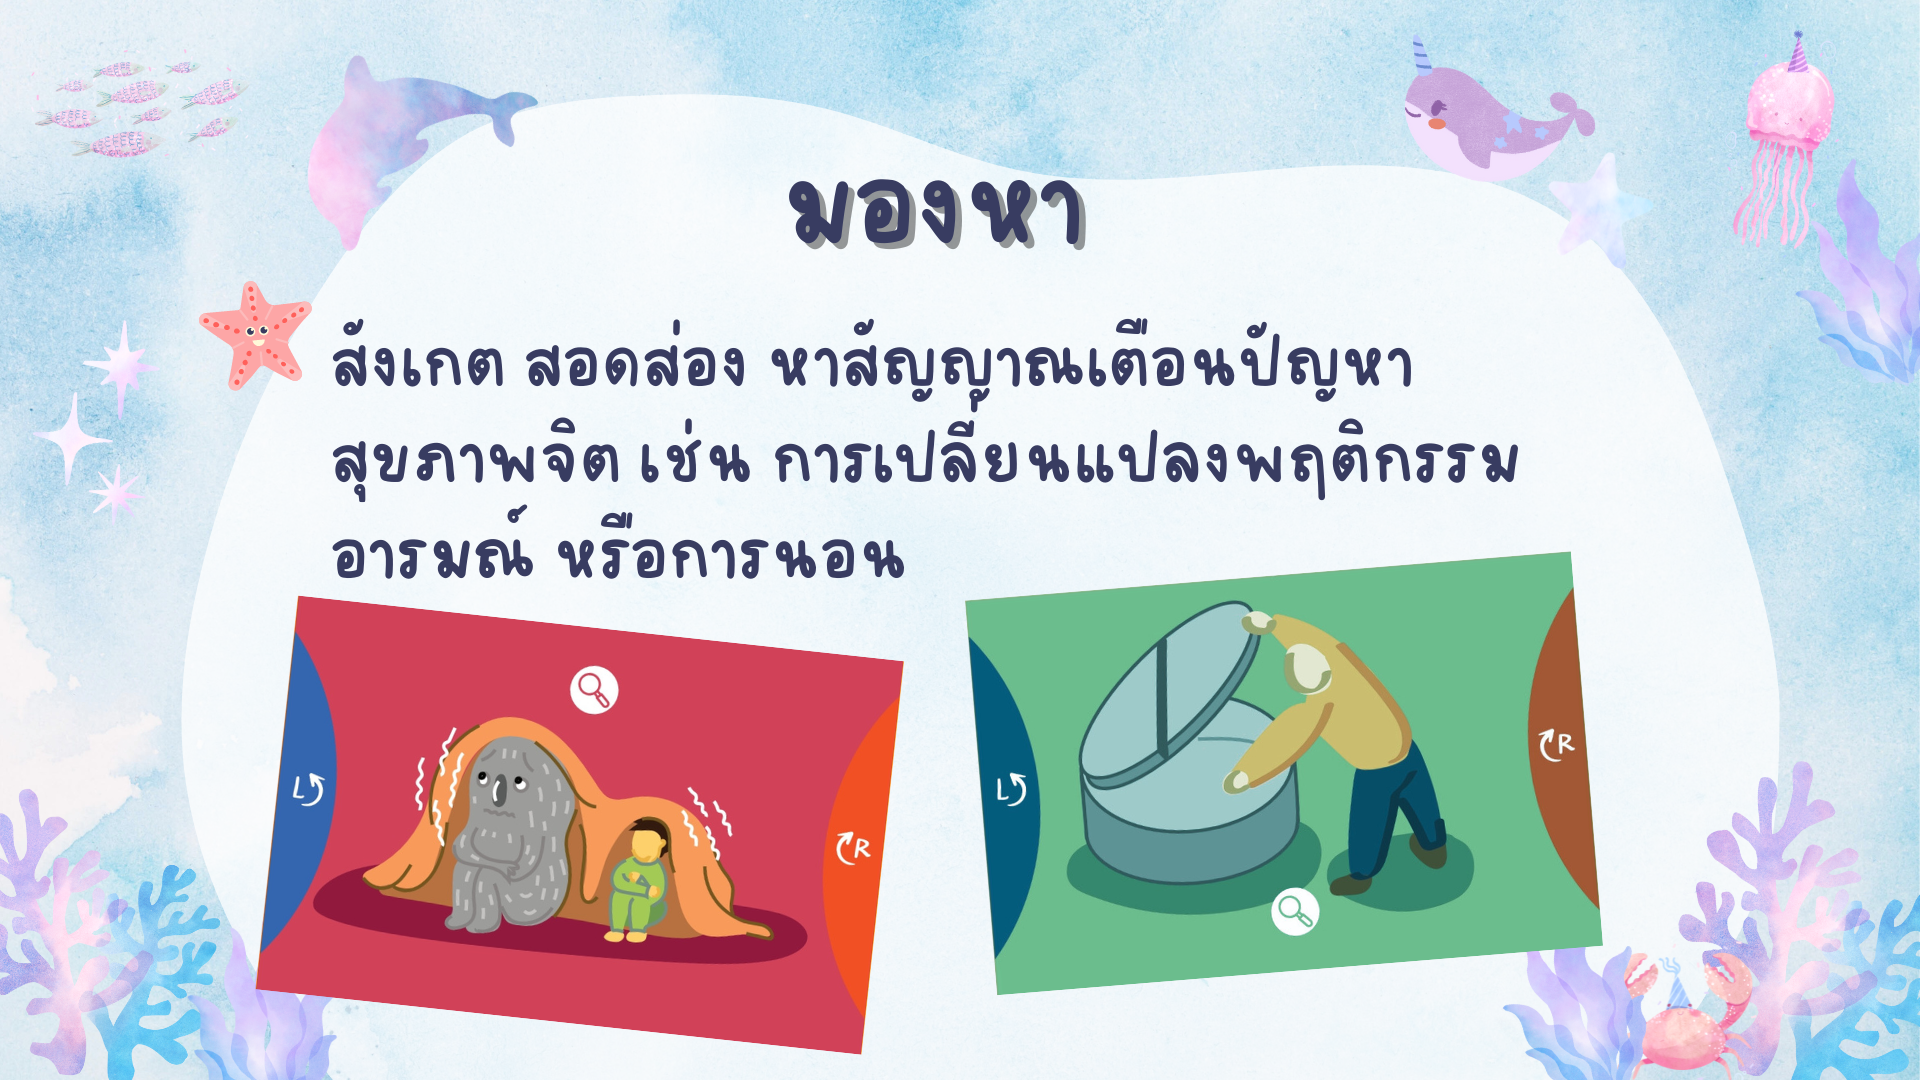 มองหา
สังเกต สอดส่อง หาสัญญาณเตือนปัญหา
สุขภาพจิต เช่น การเปลี่ยนแปลงพฤติกรรม
อารมณ์ หรือการนอน
L
R
L
R